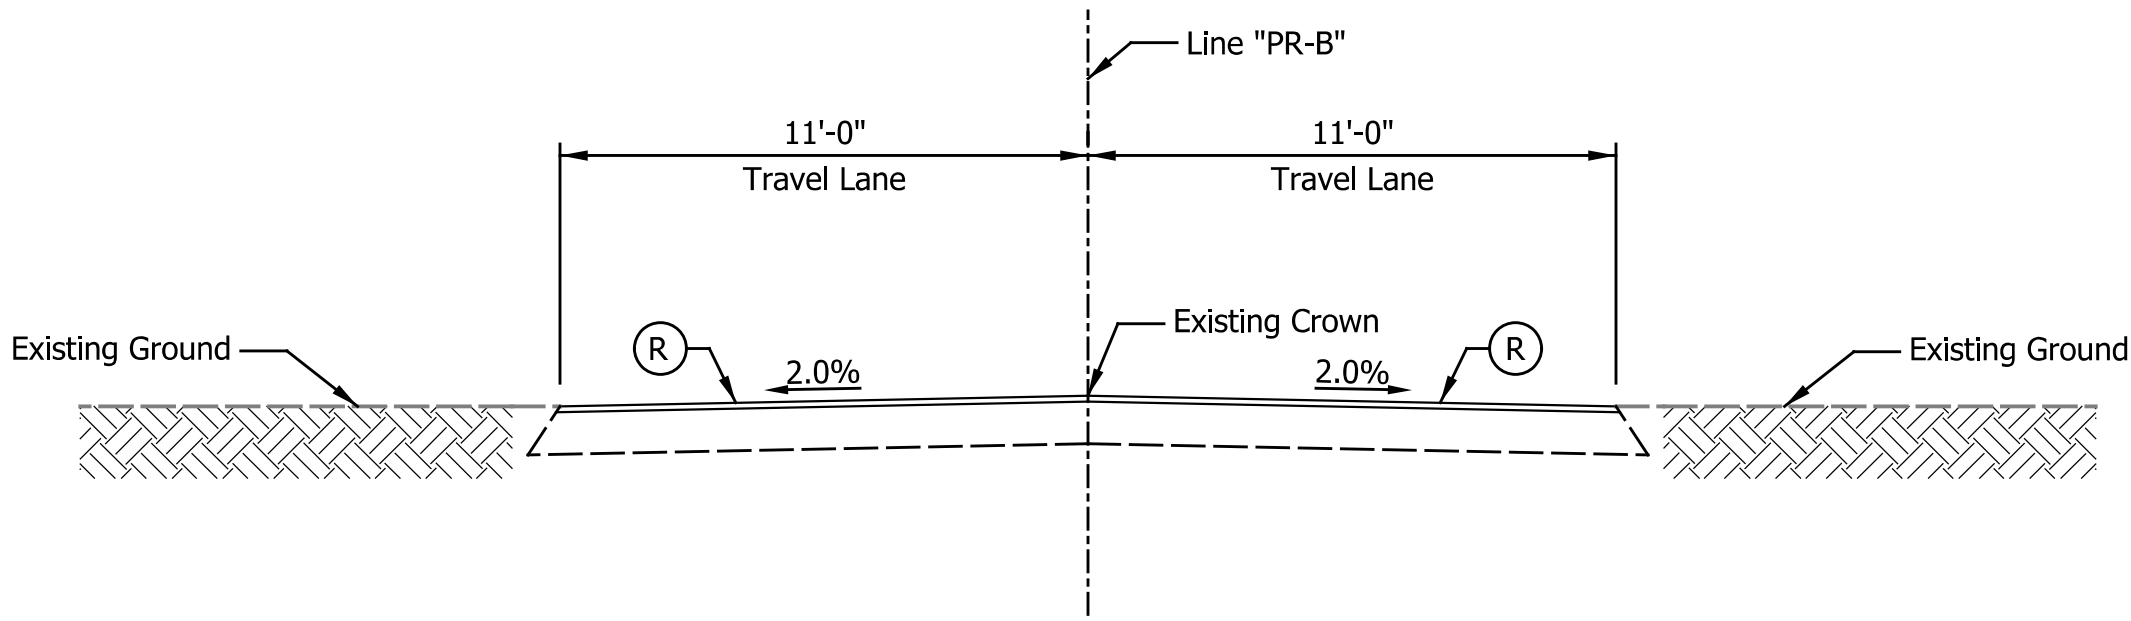 Line "PR-B"
11'-0"
11'-0"
Travel Lane
Travel Lane
Existing Crown
Existing Ground
R
R
Existing Ground
2.0%
2.0%